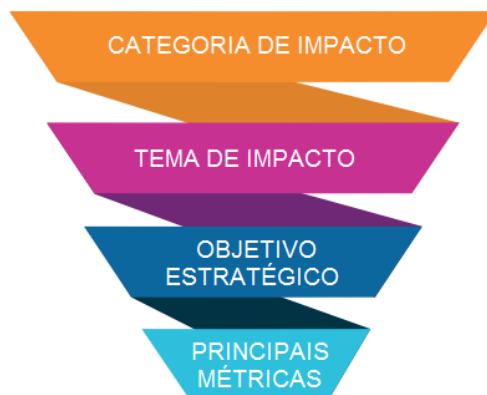 CATEGORIA DE IMPACTO
TEMA DE IMPACTO
OBJETIVO
ESTRATÉGICO
PRINCIPAIS
MÉTRICAS